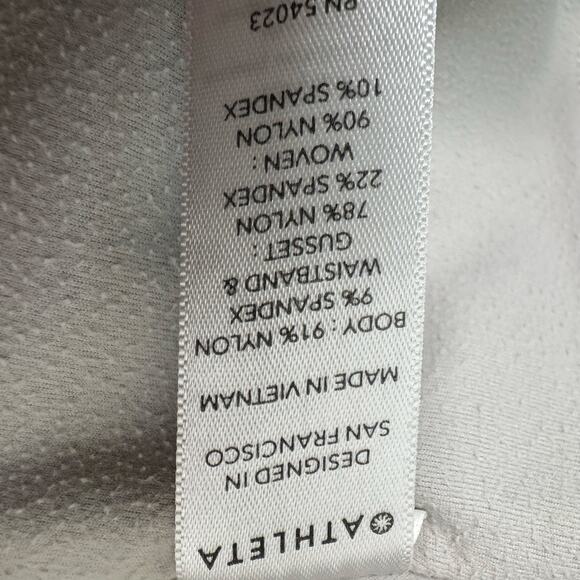 ATHLETA
DESIGNED IN
SAN FRANCISCO
MADE IN VIETNAM
BODY : 91% NYLON
9% SPANDEX
WAISTBAND &
GUSSET :
78% NYLON
22% SPANDEX
WOVEN :
90% NYLON
10% SPANDEX
RN 54023